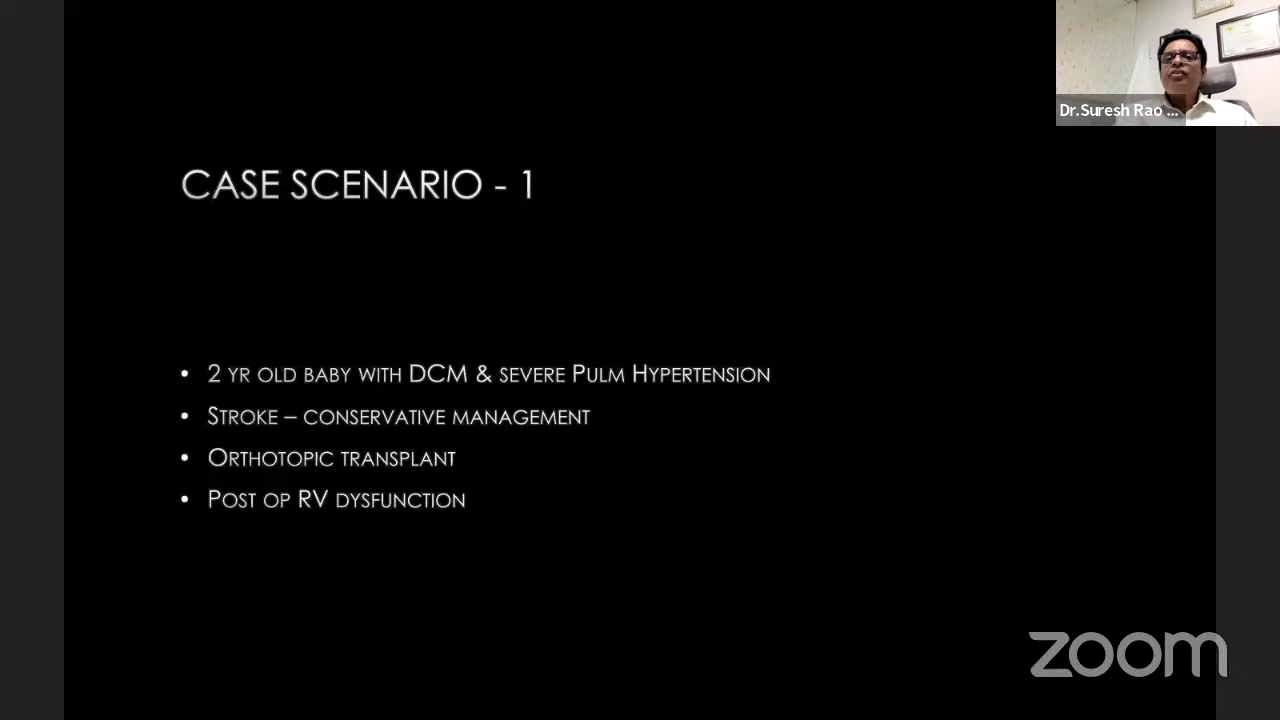 Dr.Suresh Rao ...
CASE SCENARIO - 1
• 2 YR OLD BABY WITH DCM & SEVERE PULM HYPERTENSION
• STROKE – CONSERVATIVE MANAGEMENT
• ORTHOTOPIC TRANSPLANT
• POST OP RV DYSFUNCTION
zoom